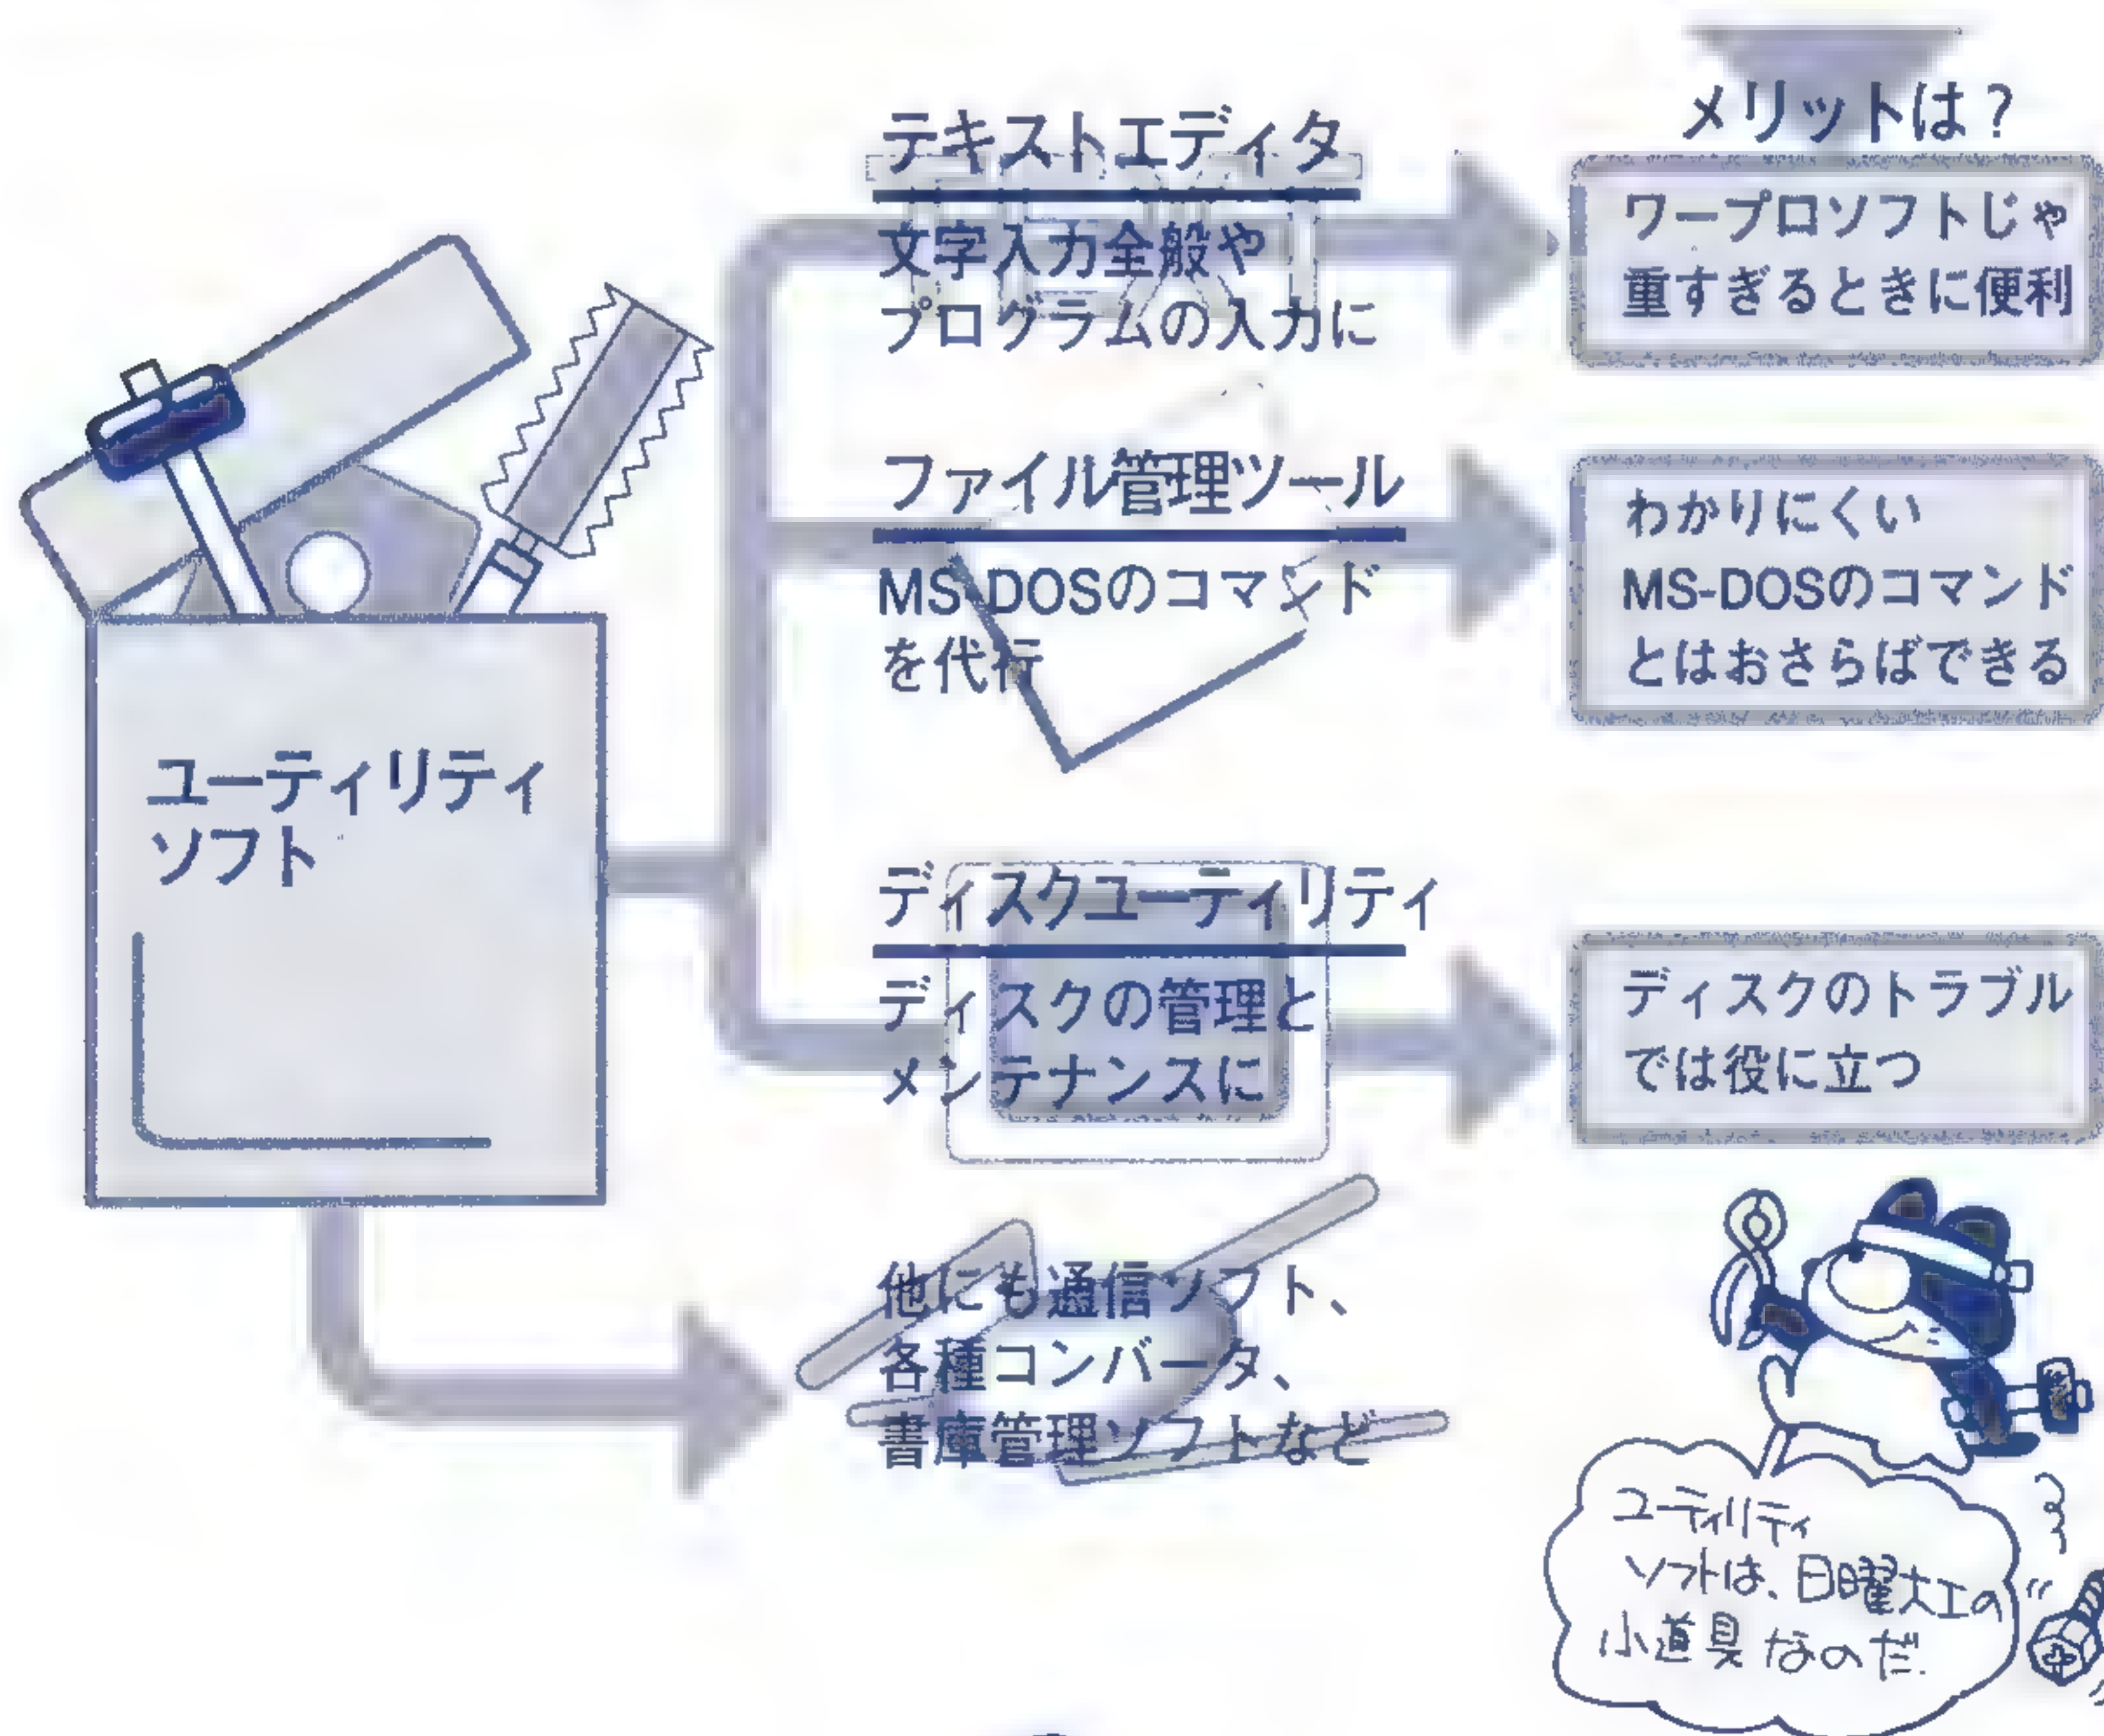 メリットは?
テキストエディタ
文字入力全般や
プログラムの入力に
ワープロソフトじゃ
重すぎるときに便利
ファイル管理ツール
MS-DOSのコマンド
を代行
わかりにくい
MS-DOSのコマンド
とはおさらばできる
ユーティリティ
ソフト
ディスクユーティリティ
ディスクの管理と
メンテナンスに
ディスクのトラブル
では役に立つ
他にも通信ソフト、
各種コンバータ、
書庫管理ソフトなど
ユーティリティ
ソフトは、日曜大工の
小道具なのだ.